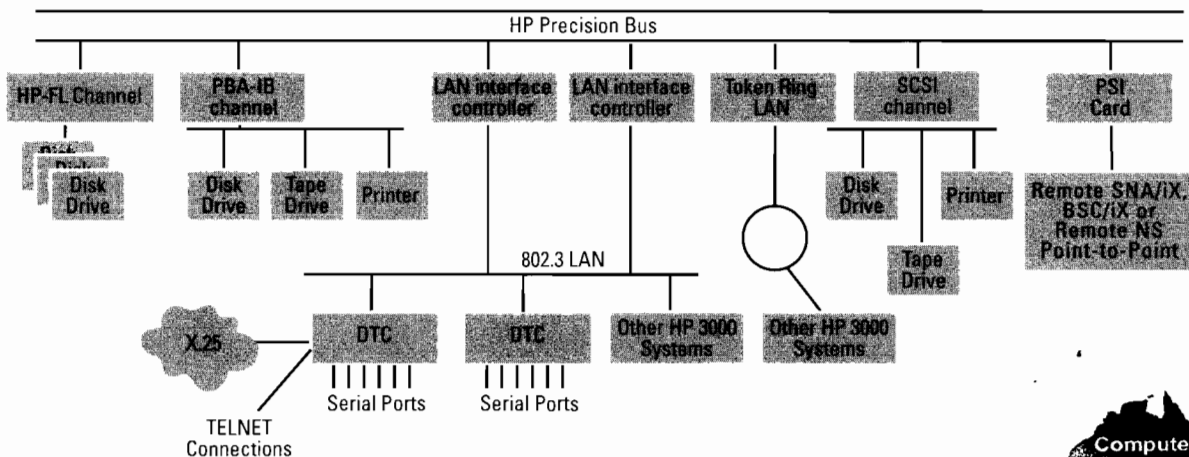 HP Precision Bus
HP-FL Channel
PBA-IB
channel
LAN interface
controller
LAN interface
controller
Token Ring
LAN
SCSI
channel
PSI
Card
Disk
Disk
Disk
Drive
Disk
Drive
Tape
Drive
Printer
Disk
Drive
Tape
Drive
Printer
Remote SNA/iX,
BSC/iX or
Remote NS
Point-to-Point
802.3 LAN
X.25
DTC
DTC
Other HP 3000
Systems
Other HP 3000
Systems
Serial Ports
Serial Ports
TELNET
Connections
Compute